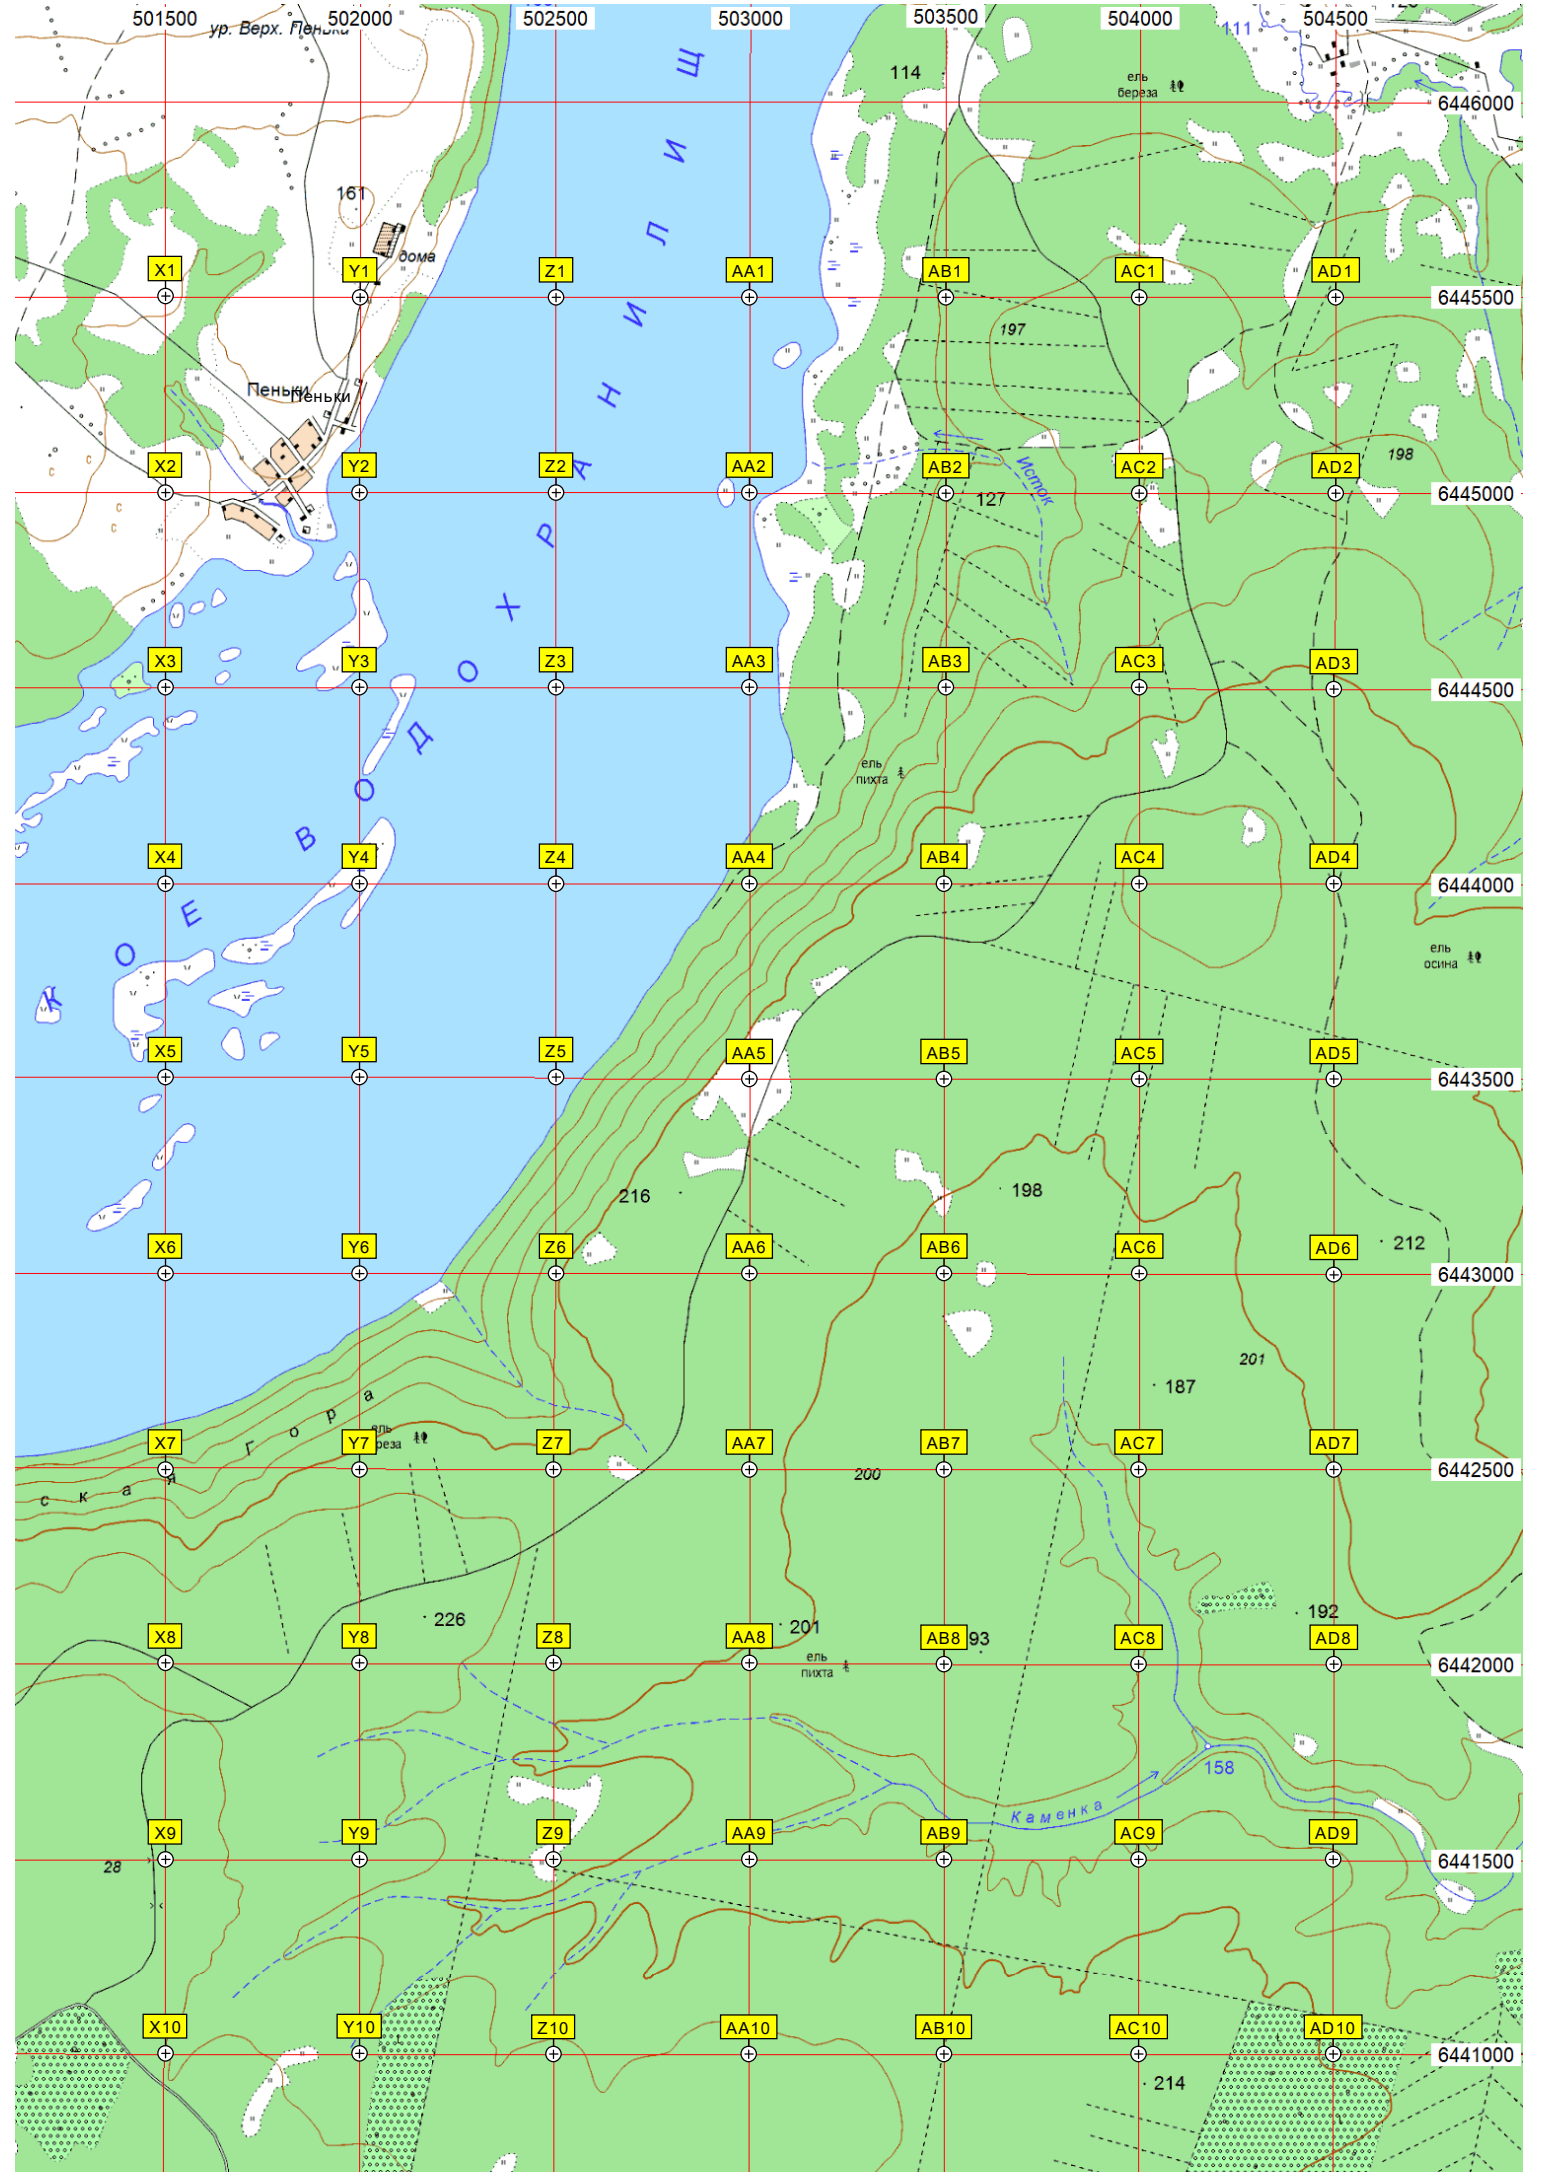 501500 502000 502500 503000 503500 504000 504500
ур. Верх. Пеньки
111
114
ель
береза
6446000
161
дома
X1 Y1 Z1 AA1 AB1 AC1 AD1
6445500
197
Пеньки
Пеньки
198
X2 Y2 Z2 AA2 AB2 AC2 AD2
6445000
127
Исток
X3 Y3 Z3 AA3 AB3 AC3 AD3
6444500
ель
пихта
X4 Y4 Z4 AA4 AB4 AC4 AD4
6444000
К О Е В О Д О Х Р А Н И Л И Щ
ель
осина
X5 Y5 Z5 AA5 AB5 AC5 AD5
6443500
216
198
212
X6 Y6 Z6 AA6 AB6 AC6 AD6
6443000
201
187
с к а я Г о р а
ель
реза
X7 Y7 Z7 AA7 AB7 AC7 AD7
6442500
200
226
201
192
93
X8 Y8 Z8 AA8 AB8 AC8 AD8
6442000
ель
пихта
158
Каменка
X9 Y9 Z9 AA9 AB9 AC9 AD9
6441500
28
X10 Y10 Z10 AA10 AB10 AC10 AD10
6441000
214